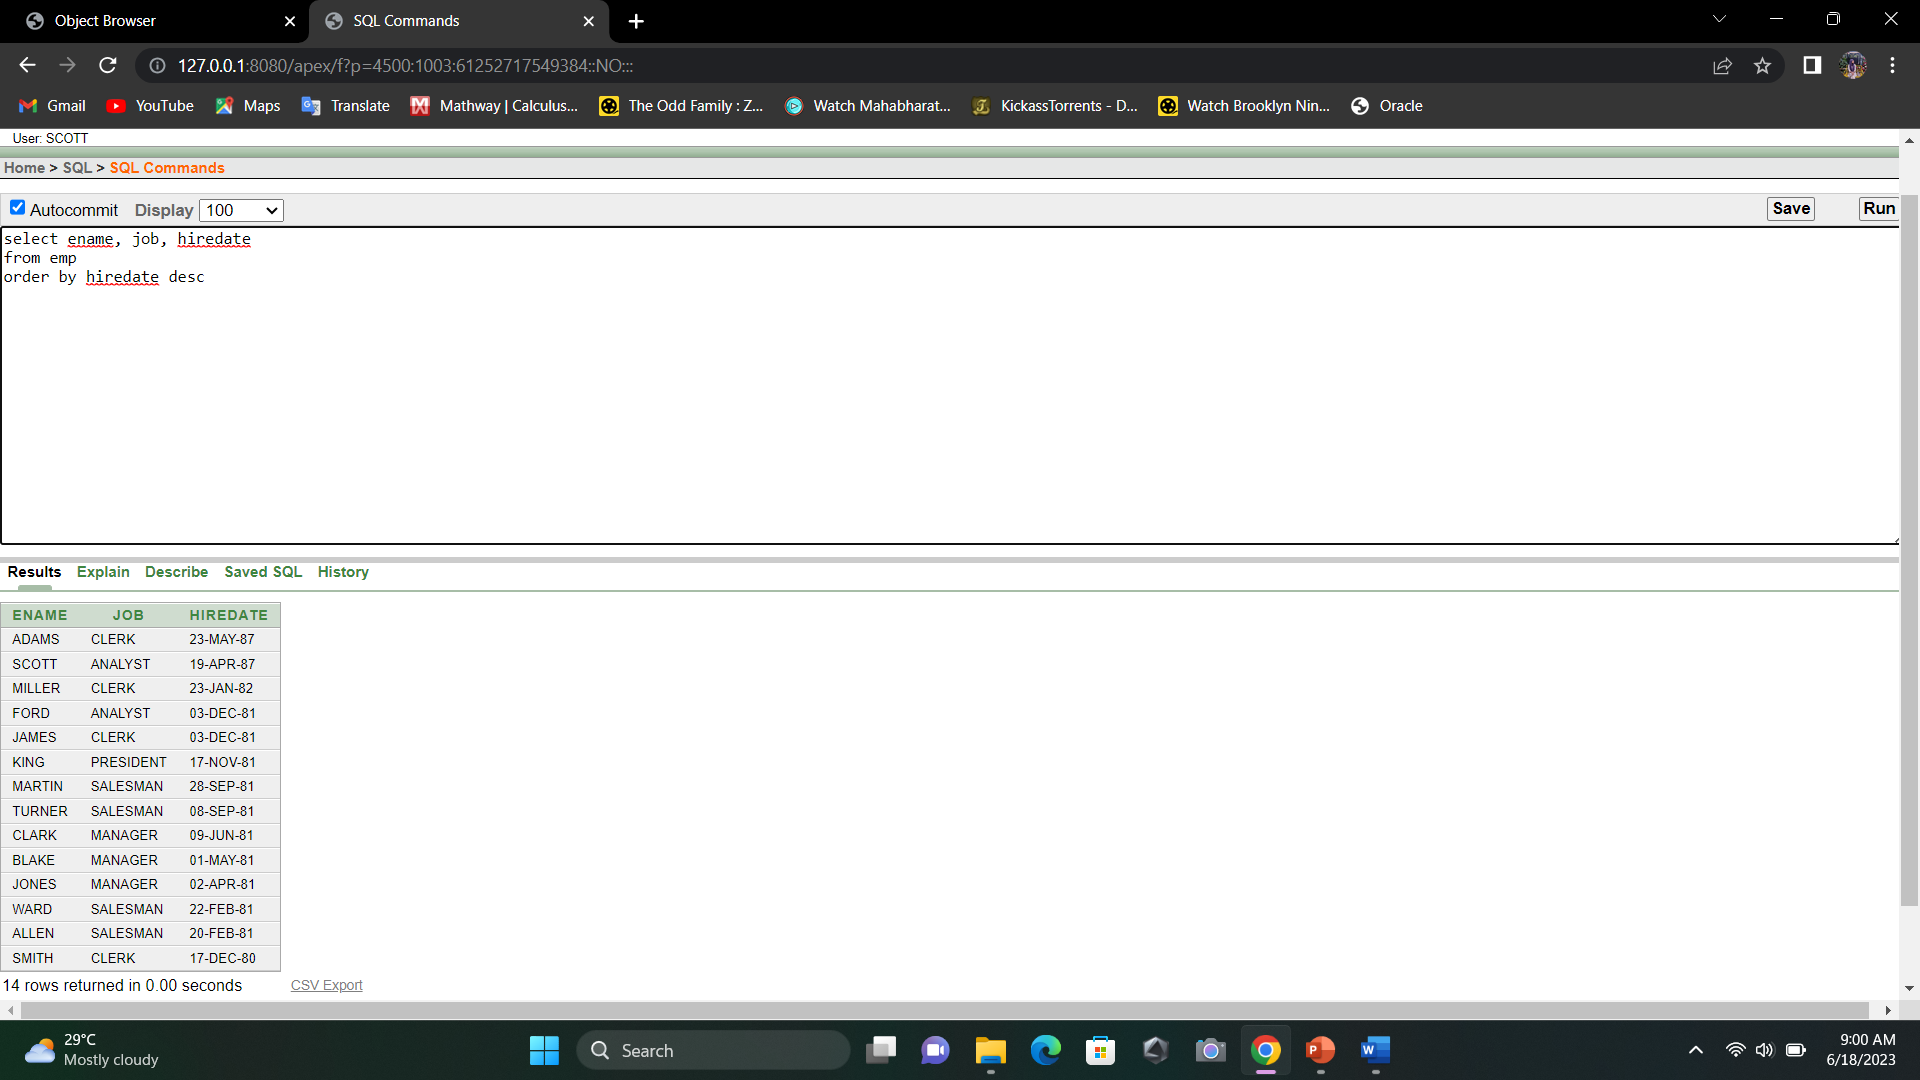 Object Browser
SQL Commands
127.0.0.1:8080/apex/f?p=4500:1003:61252717549384::NO:::
Gmail YouTube Maps Translate Mathway | Calculus... The Odd Family : Z... Watch Mahabharat... KickassTorrents - D... Watch Brooklyn Nin... Oracle
User: SCOTT
Home > SQL > SQL Commands
Autocommit Display 100 Save Run
select ename, job, hiredate
from emp
order by hiredate desc
Results Explain Describe Saved SQL History
ENAME JOB HIREDATE
ADAMS CLERK 23-MAY-87
SCOTT ANALYST 19-APR-87
MILLER CLERK 23-JAN-82
FORD ANALYST 03-DEC-81
JAMES CLERK 03-DEC-81
KING PRESIDENT 17-NOV-81
MARTIN SALESMAN 28-SEP-81
TURNER SALESMAN 08-SEP-81
CLARK MANAGER 09-JUN-81
BLAKE MANAGER 01-MAY-81
JONES MANAGER 02-APR-81
WARD SALESMAN 22-FEB-81
ALLEN SALESMAN 20-FEB-81
SMITH CLERK 17-DEC-80
14 rows returned in 0.00 seconds CSV Export
29°C
Mostly cloudy
Search
9:00 AM
6/18/2023